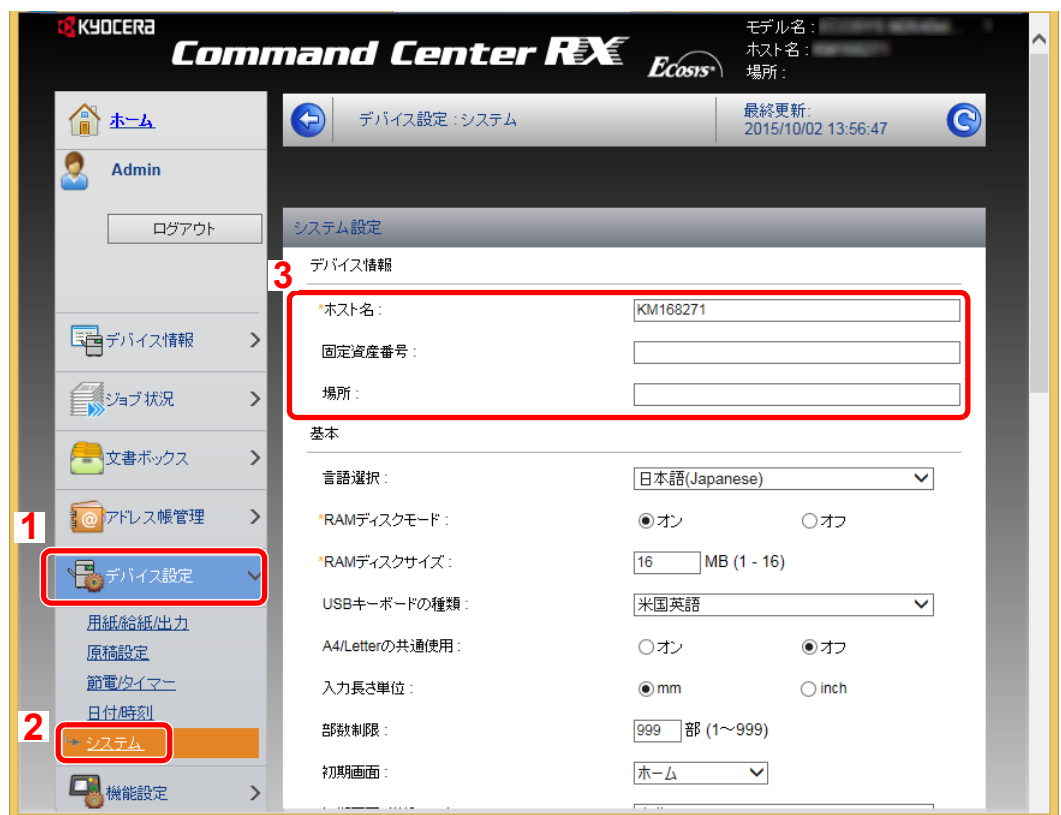 KYOCERA
Command Center RX
Ecosys
モデル名 :
ホスト名 :
場所 :
ホーム
Admin
ログアウト
デバイス情報
ジョブ状況
文書ボックス
アドレス帳管理
1
デバイス設定
用紙/給紙/出力
原稿設定
節電/タイマー
日付/時刻
2
システム
機能設定
デバイス設定 : システム
最終更新:
2015/10/02 13:56:47
システム設定
デバイス情報
3
*ホスト名 : KM168271
固定資産番号 :
場所 :
基本
言語選択 : 日本語(Japanese)
*RAMディスクモード : オン オフ
*RAMディスクサイズ : 16 MB (1 - 16)
USBキーボードの種類 : 米国英語
A4/Letterの共通使用 : オン オフ
入力長さ単位 : mm inch
部数制限 : 999 部 (1～999)
初期画面 : ホーム